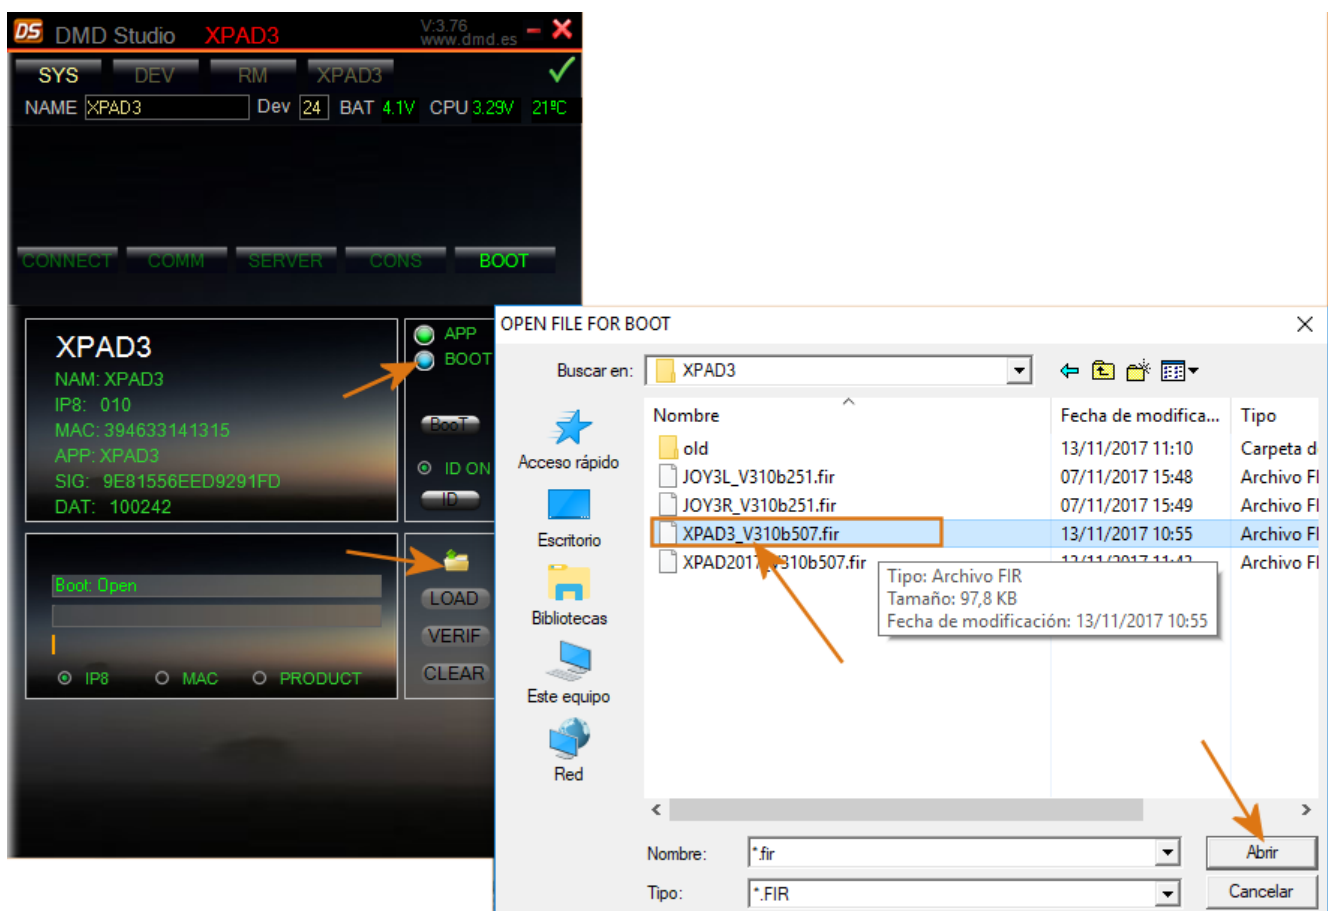 DS DMD Studio XPAD3 V:3.76
www.dmd.es
SYS DEV RM XPAD3
NAME XPAD3 Dev 24 BAT 4.1V CPU 3.29V 21ºC
CONNECT COMM SERVER CONS BOOT
XPAD3
NAM: XPAD3
IP8: 010
MAC: 394633141315
APP: XPAD3
SIG: 9E81556EED9291FD
DAT: 100242
APP
BOOT
BooT
ID ON
ID
Boot: Open
LOAD
VERIF
CLEAR
IP8 MAC PRODUCT
OPEN FILE FOR BOOT
Buscar en: XPAD3
Acceso rápido
Escritorio
Bibliotecas
Este equipo
Red
Nombre Fecha de modifica... Tipo
old 13/11/2017 11:10 Carpeta d
JOY3L_V310b251.fir 07/11/2017 15:48 Archivo FI
JOY3R_V310b251.fir 07/11/2017 15:49 Archivo FI
XPAD3_V310b507.fir 13/11/2017 10:55 Archivo FI
XPAD2017_V310b507.fir Archivo FI
Tipo: Archivo FIR
Tamaño: 97,8 KB
Fecha de modificación: 13/11/2017 10:55
Nombre: *.fir Abrir
Tipo: *.FIR Cancelar